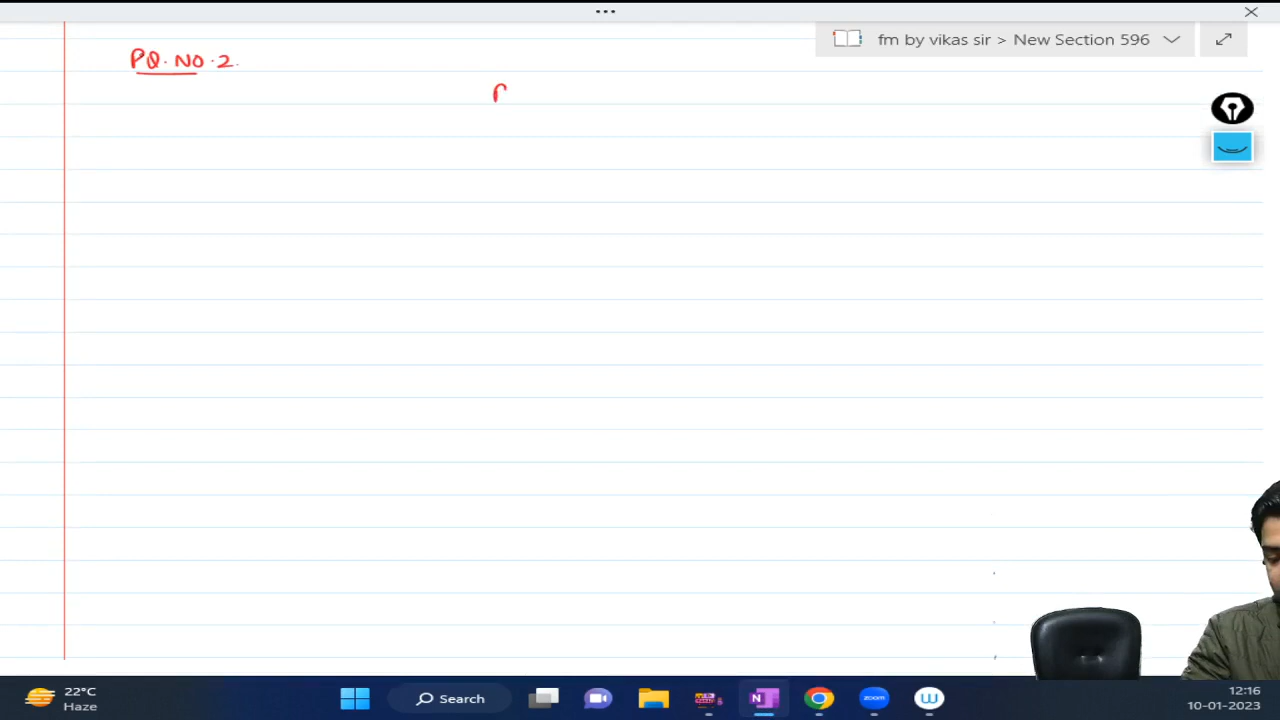 fm by vikas sir > New Section 596
PQ. NO. 2.
22°C
Haze
Search
12:16
10-01-2023